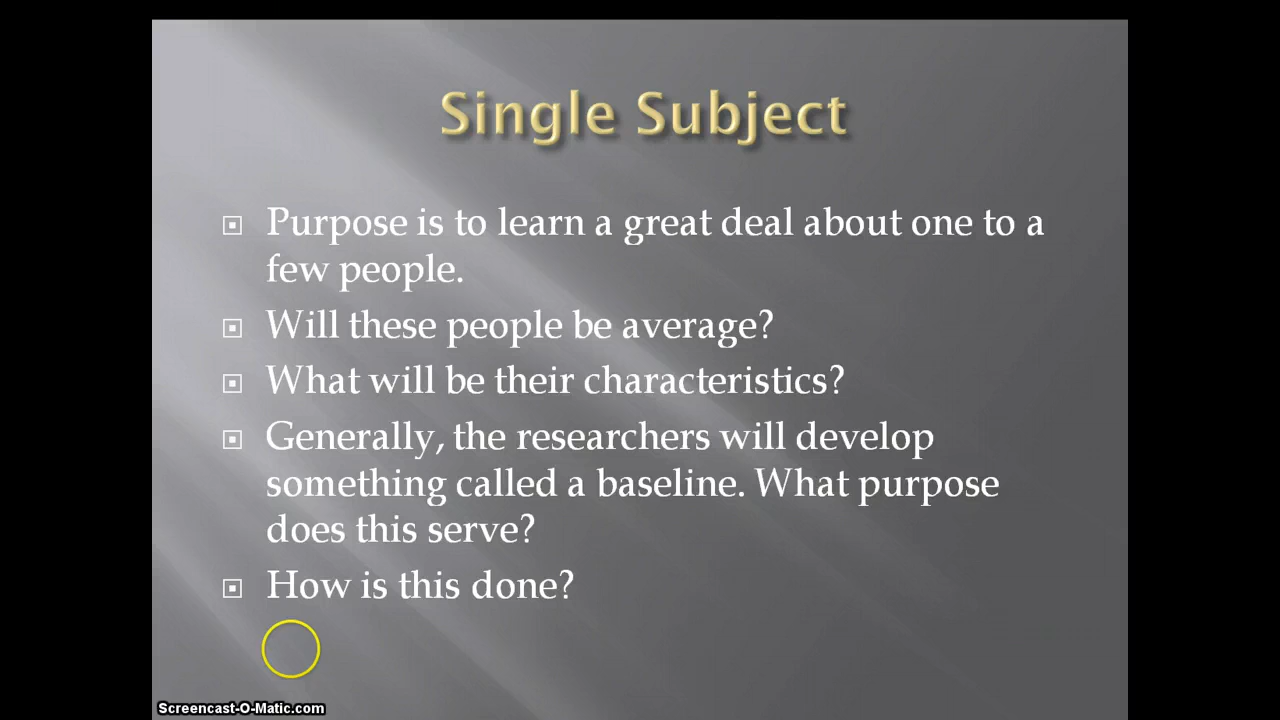 Single Subject
Purpose is to learn a great deal about one to a
few people.
Will these people be average?
What will be their characteristics?
Generally, the researchers will develop
something called a baseline. What purpose
does this serve?
How is this done?
Screencast-O-Matic.com